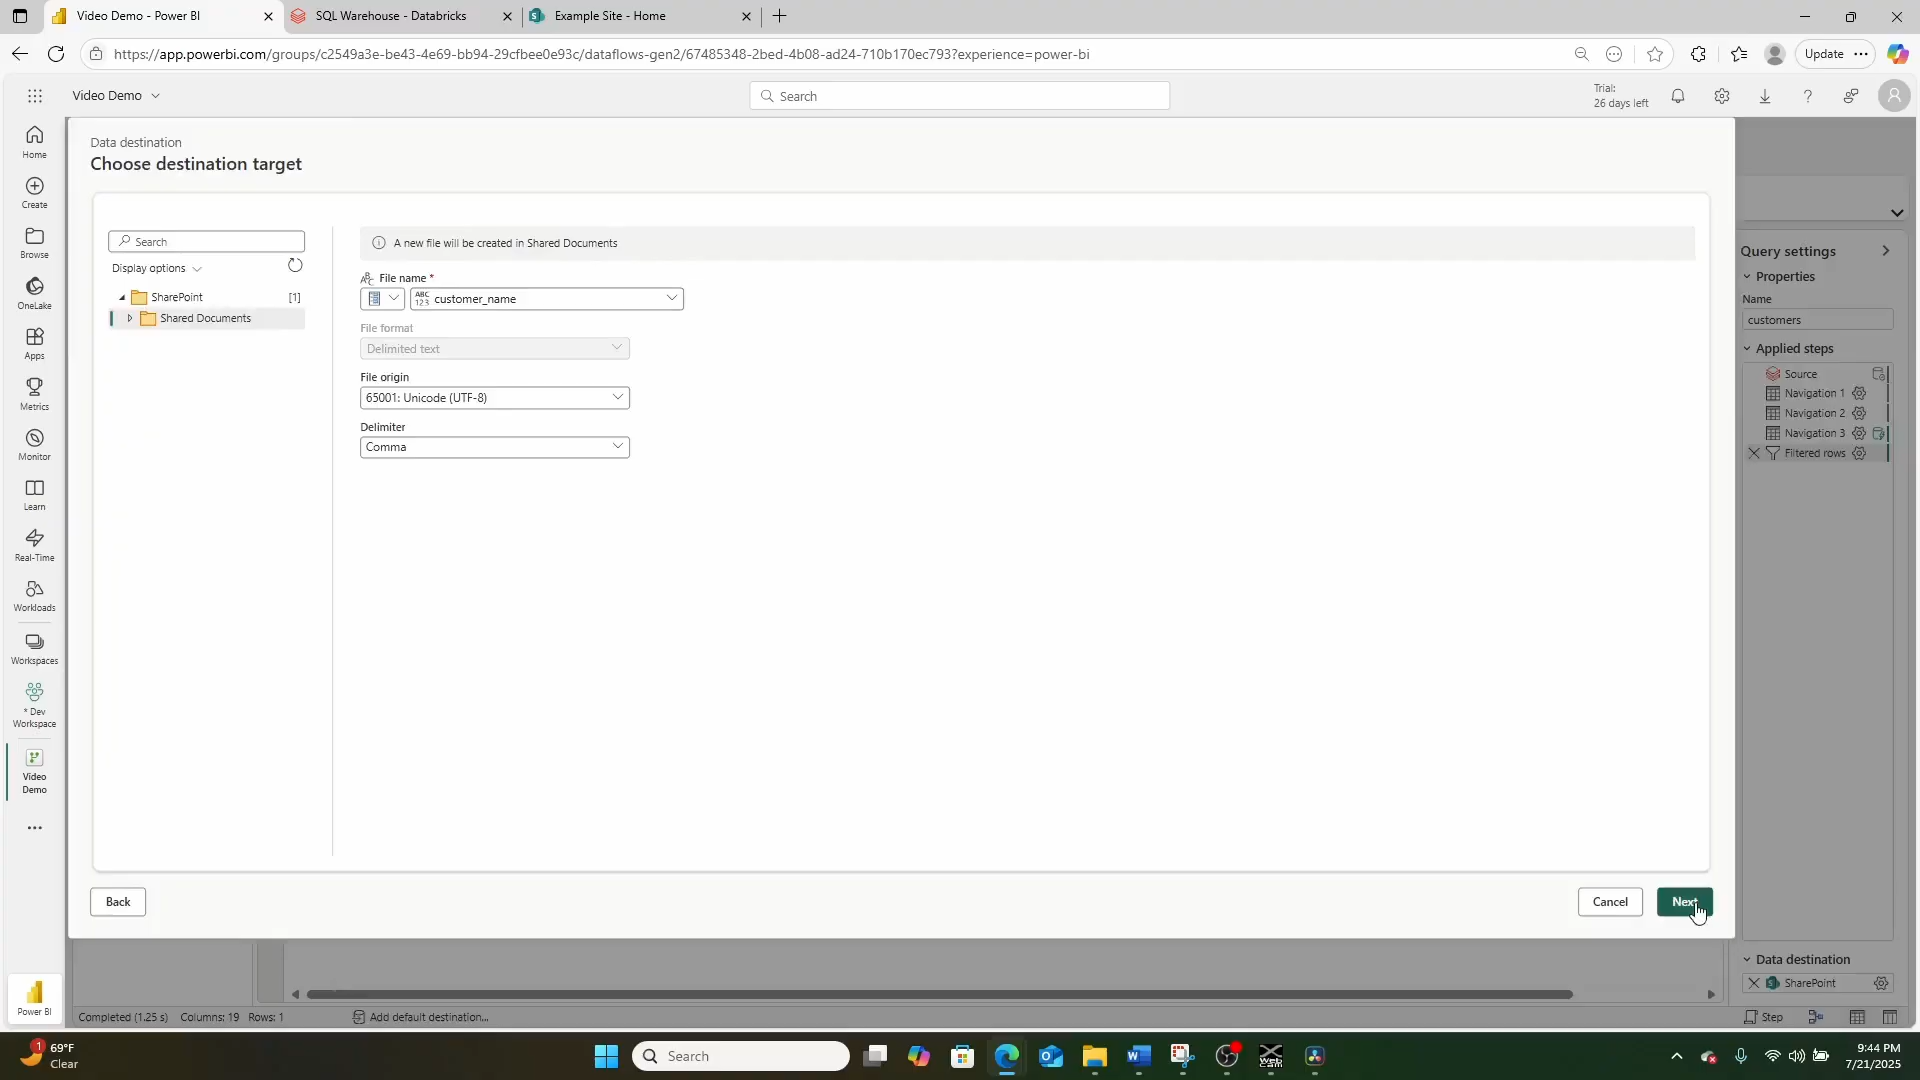 Video Demo - Power BI
SQL Warehouse - Databricks
Example Site - Home
https://app.powerbi.com/groups/c2549a3e-be43-4e69-bb94-29cfbee0e93c/dataflows-gen2/67485348-2bed-4b08-ad24-710b170ec793?experience=power-bi
Update
Video Demo
Search
Trial:
26 days left
A
Home
Create
Browse
OneLake
Apps
Metrics
Monitor
Learn
Real-Time
Workloads
Workspaces
* Dev
Workspace
Video
Demo
Power BI
Data destination
Choose destination target
Search
Display options
SharePoint [1]
Shared Documents
A new file will be created in Shared Documents
ABC File name *
ABC 123 customer_name
File format
Delimited text
File origin
65001: Unicode (UTF-8)
Delimiter
Comma
Back
Cancel
Next
Query settings
Properties
Name
customers
Applied steps
Source
Navigation 1
Navigation 2
Navigation 3
Filtered rows
Data destination
SharePoint
Completed (1.25 s) Columns: 19 Rows: 1
Add default destination...
Step
1
69°F
Clear
Search
9:44 PM
7/21/2025